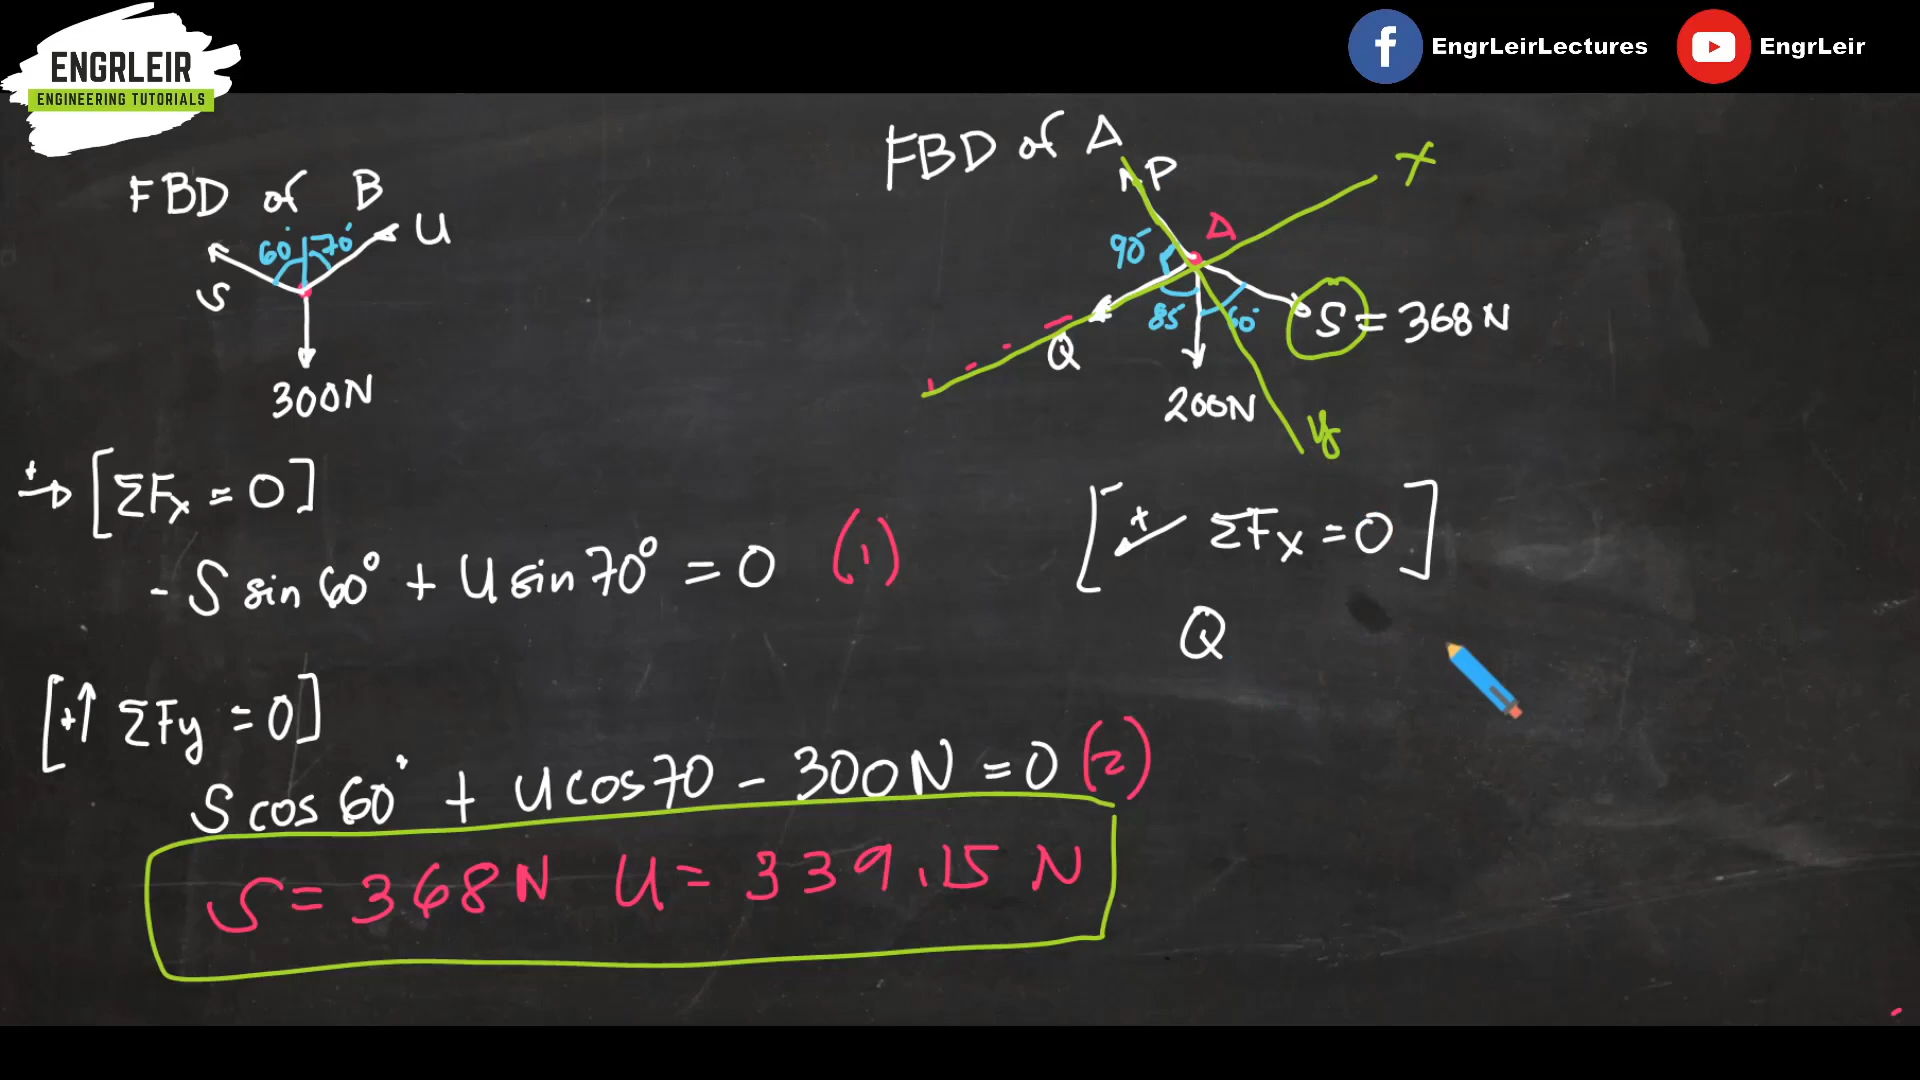 ENGRLEIR
ENGINEERING TUTORIALS
EngrLeirLectures
EngrLeir
FBD of B
60° 70°
U
S
300N
+ [ΣFx = 0]
- S sin 60° + U sin 70° = 0 (1)
[+↑ ΣFy = 0]
S cos 60° + U cos 70 - 300N = 0 (2)
S = 368N U = 339.15 N
FBD of A
P
x
A
90°
85° 60°
S = 368 N
Q
200N
y
[+ ΣFx = 0]
Q